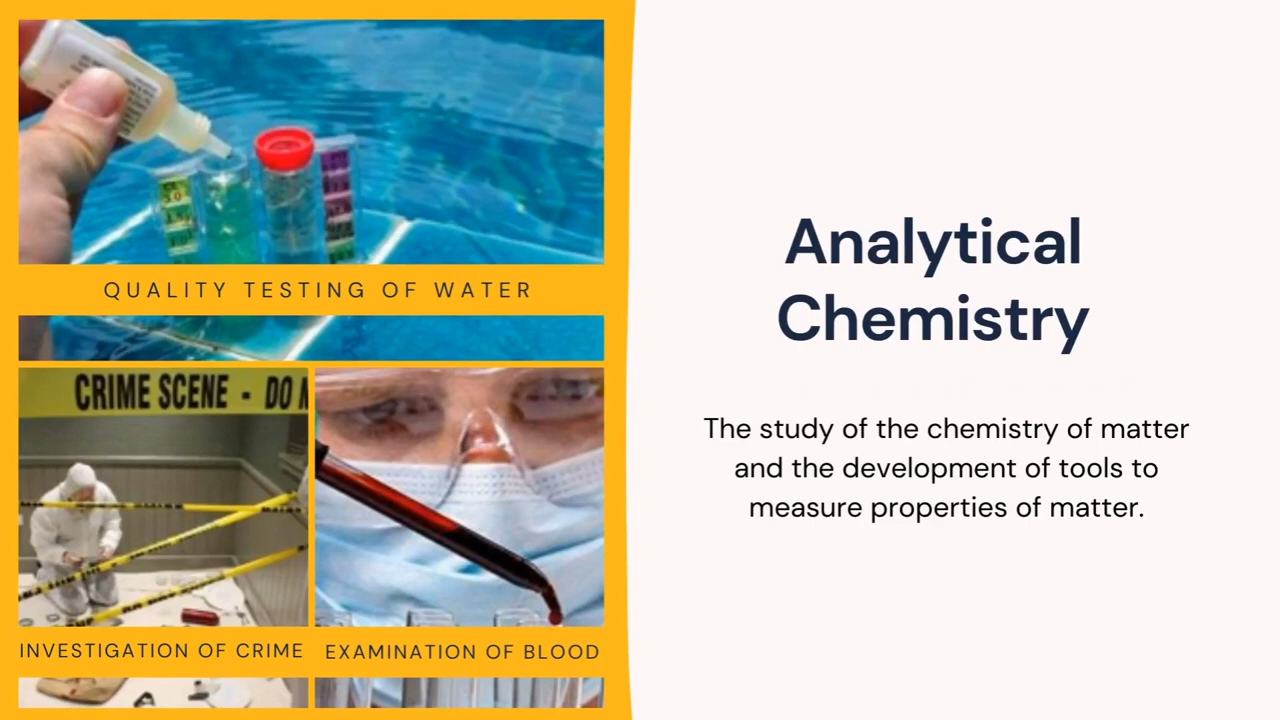 QUALITY TESTING OF WATER
CRIME SCENE - DO
INVESTIGATION OF CRIME
EXAMINATION OF BLOOD
Analytical
Chemistry
The study of the chemistry of matter
and the development of tools to
measure properties of matter.